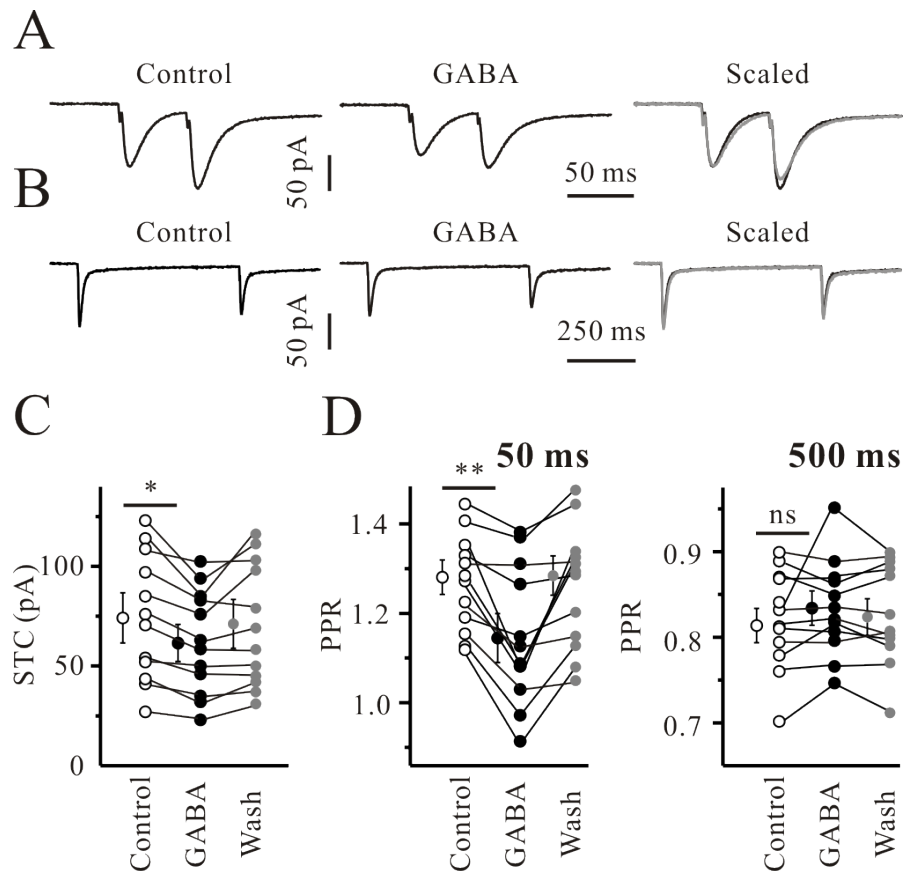 A
Control
GABA
Scaled
50 pA
50 ms
B
Control
GABA
Scaled
50 pA
250 ms
C
D
50 ms
500 ms
*
**
ns
STC (pA)
100
50
0
Control
GABA
Wash
PPR
1.4
1.2
1.0
Control
GABA
Wash
PPR
0.9
0.8
0.7
Control
GABA
Wash